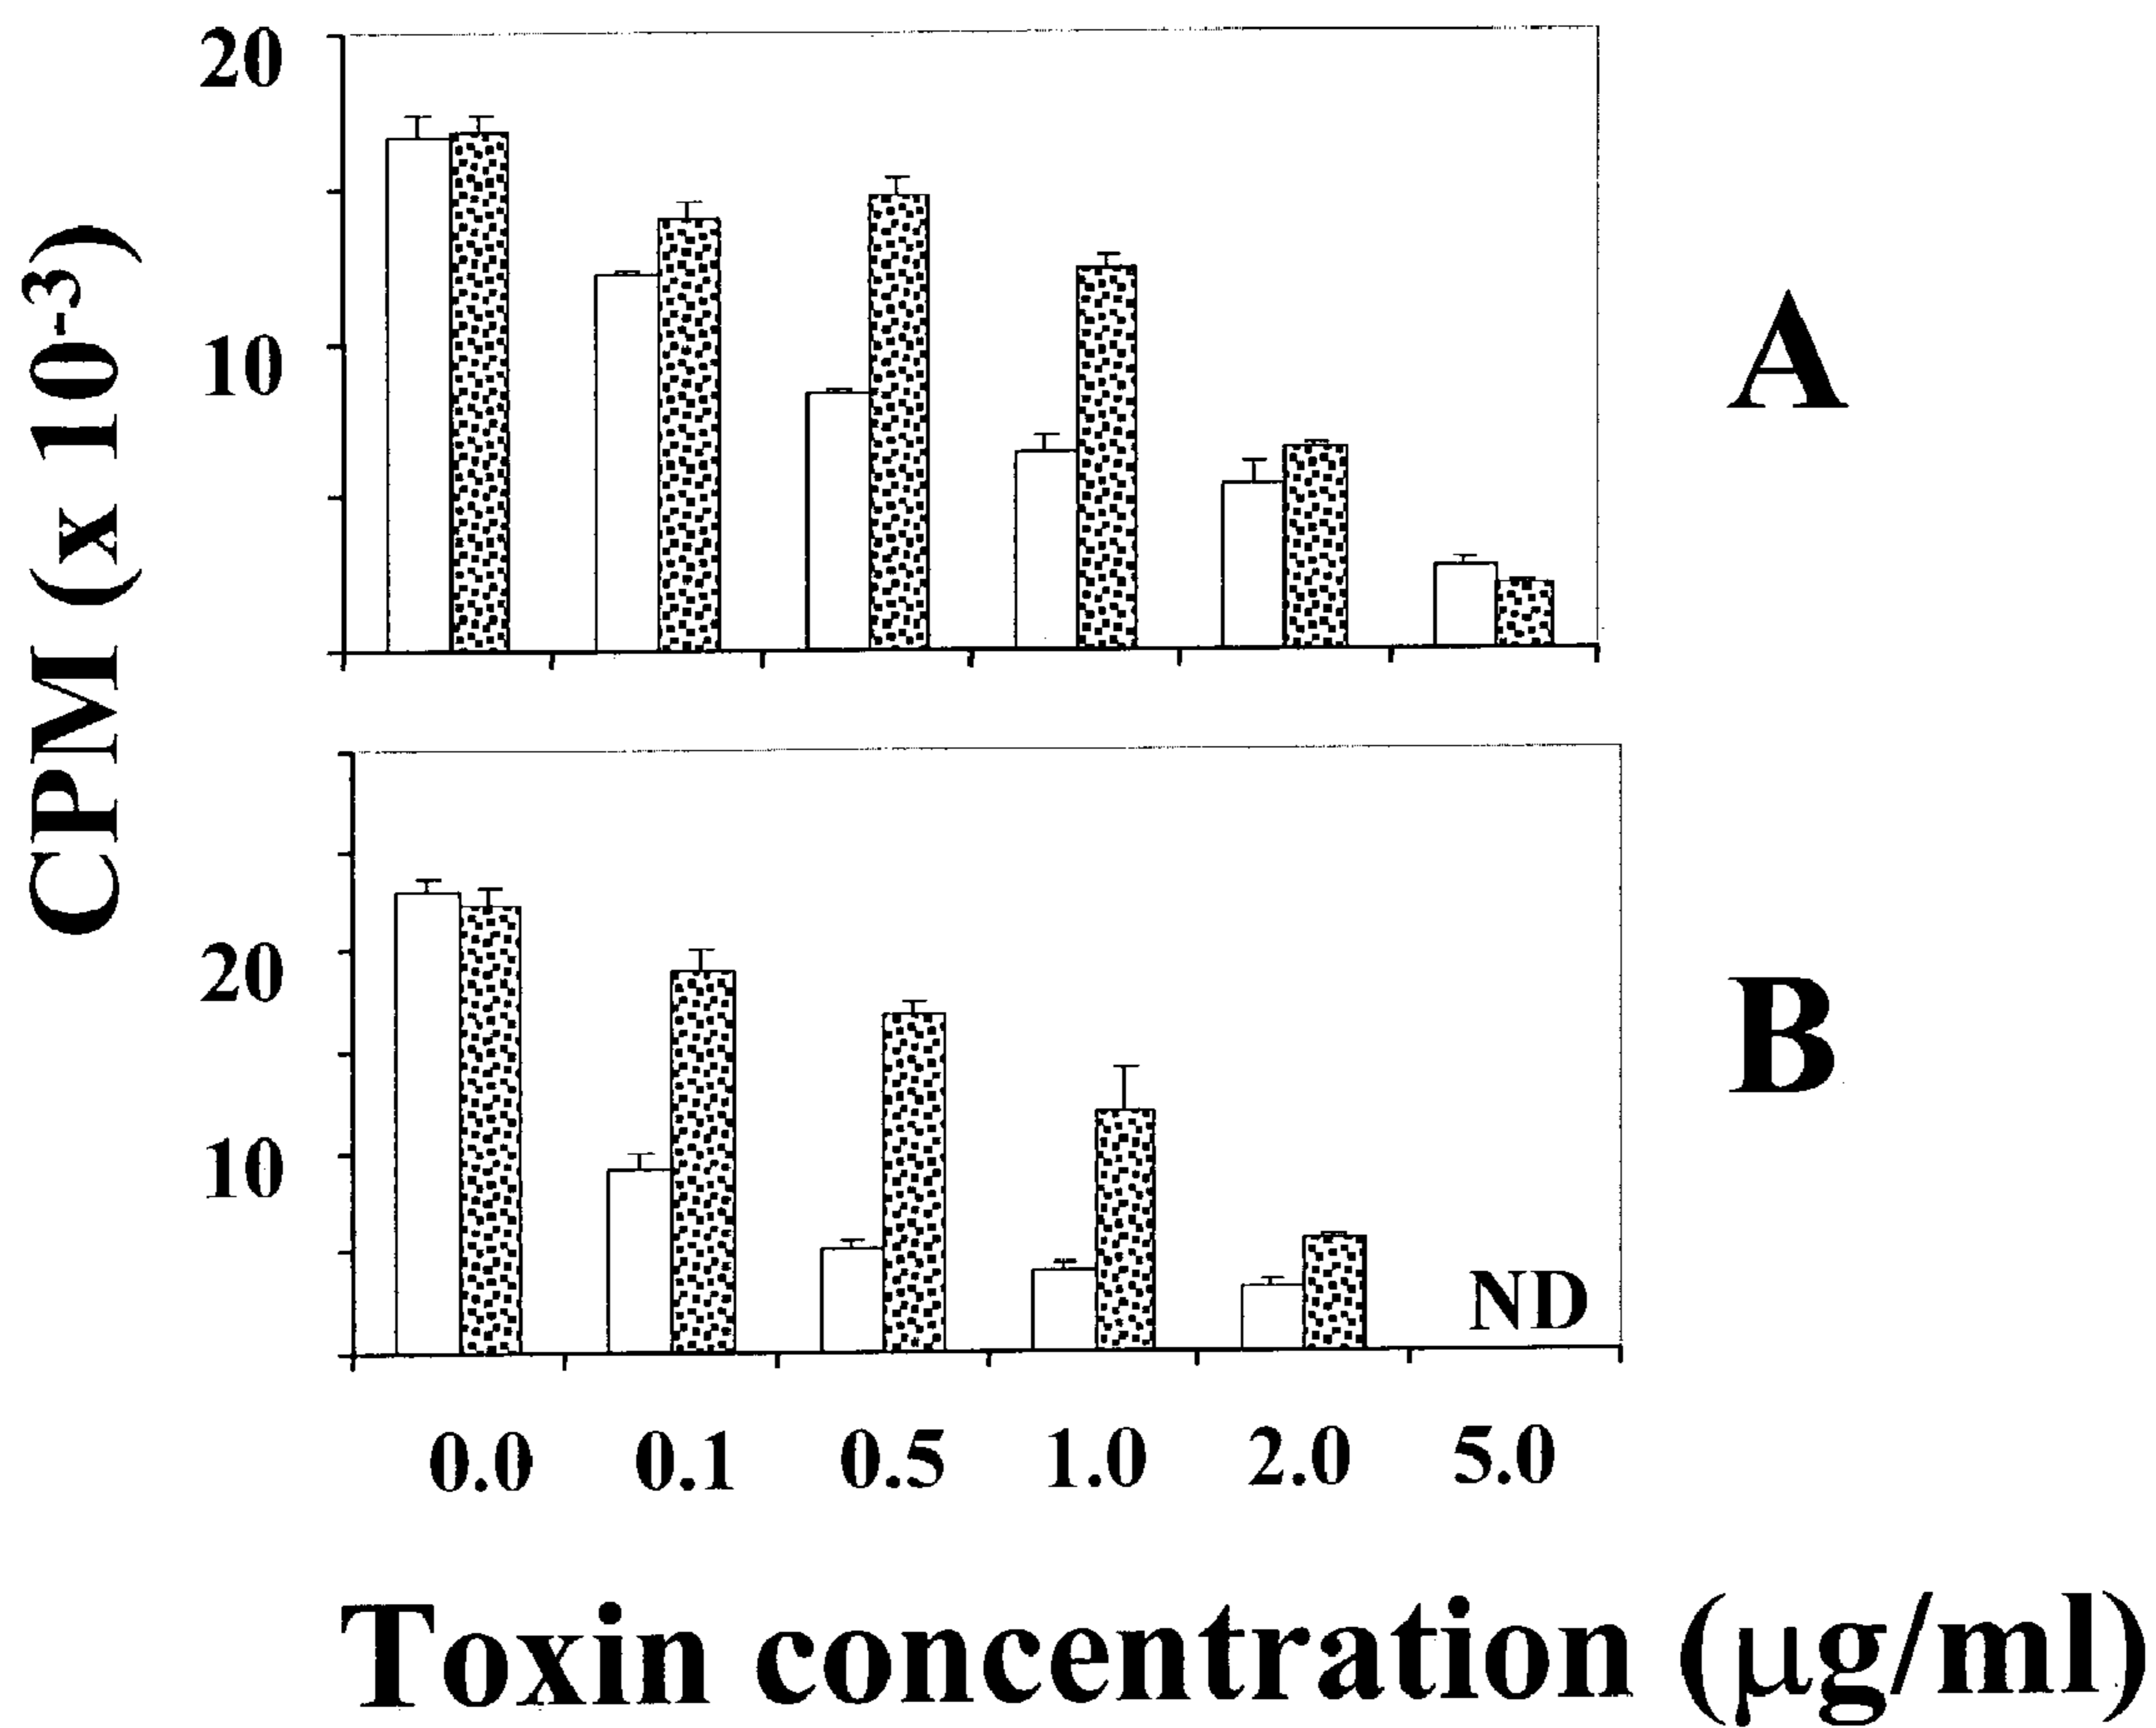 CPM (x 10-3)
20
10
A
20
10
B
ND
0.0 0.1 0.5 1.0 2.0 5.0
Toxin concentration (μg/ml)